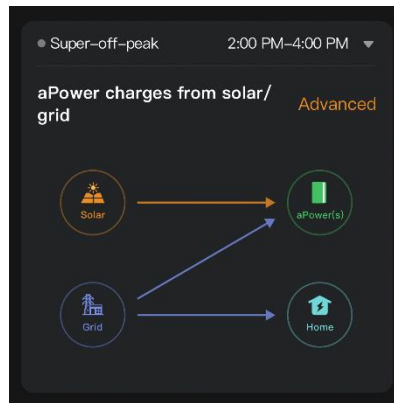 Super-off-peak 2:00 PM-4:00 PM
aPower charges from solar/
grid
Advanced
Solar
aPower(s)
Grid
Home